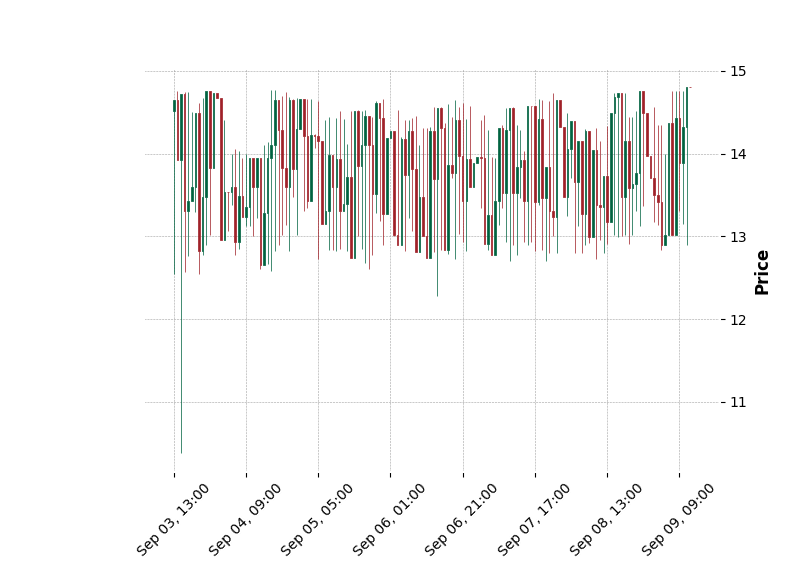 15
14
13
12
11
Price
Sep 03, 13:00
Sep 04, 09:00
Sep 05, 05:00
Sep 06, 01:00
Sep 06, 21:00
Sep 07, 17:00
Sep 08, 13:00
Sep 09, 09:00